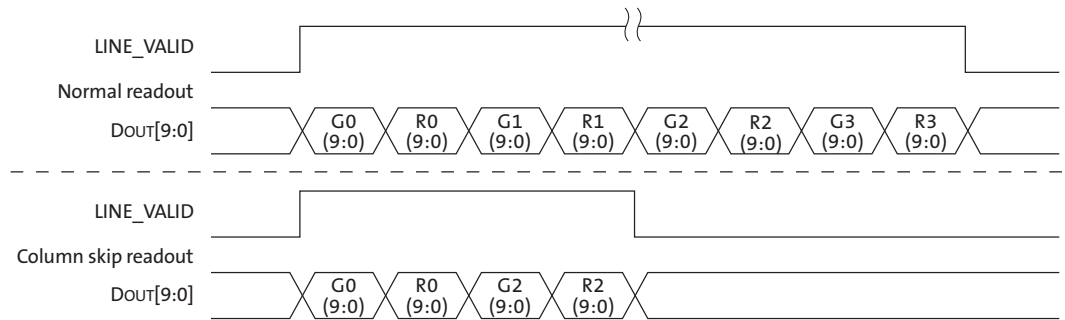 LINE_VALID
Normal readout
DOUT[9:0]
G0 (9:0) R0 (9:0) G1 (9:0) R1 (9:0) G2 (9:0) R2 (9:0) G3 (9:0) R3 (9:0)
LINE_VALID
Column skip readout
DOUT[9:0]
G0 (9:0) R0 (9:0) G2 (9:0) R2 (9:0)